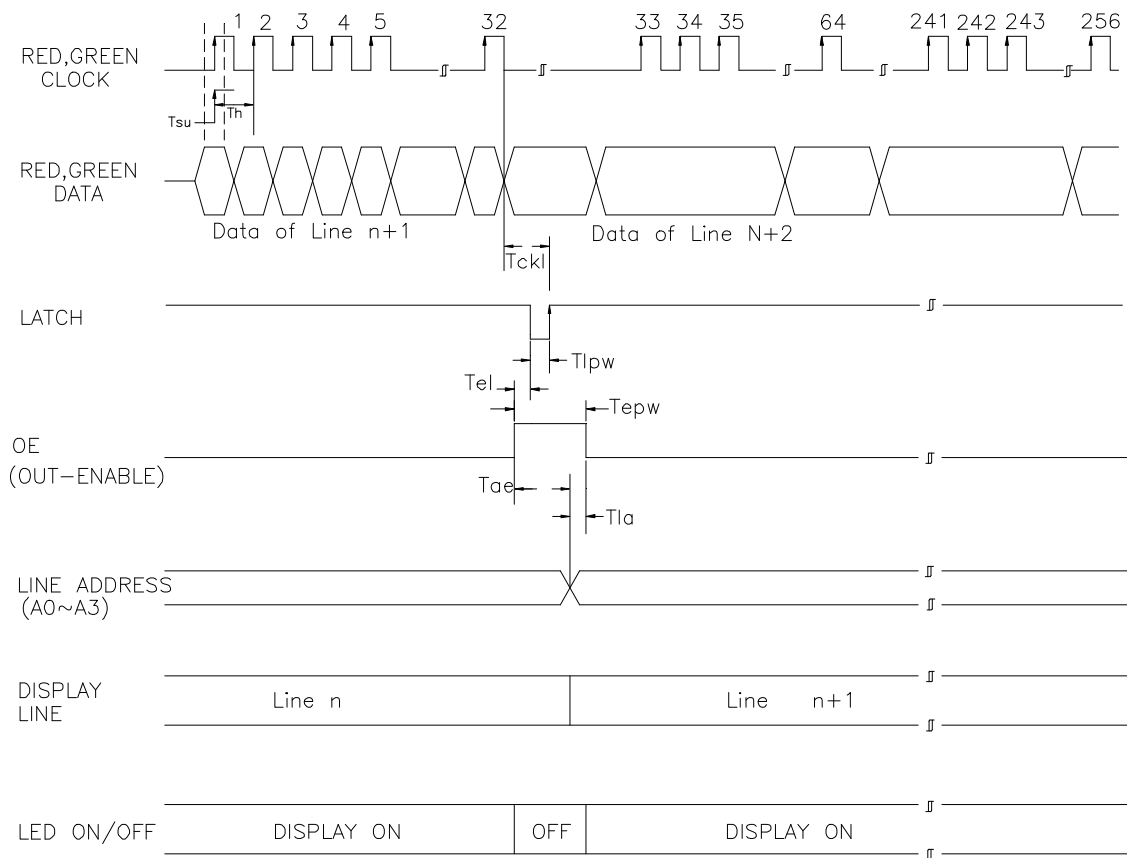 1 2 3 4 5 32 33 34 35 64 241 242 243 256
RED,GREEN
CLOCK
Tsu
Th
RED,GREEN
DATA
Data of Line n+1
Data of Line N+2
Tckl
LATCH
Tlpw
Tel
Tepw
OE
(OUT-ENABLE)
Tae
Tla
LINE ADDRESS
(A0~A3)
DISPLAY
LINE
Line n
Line n+1
LED ON/OFF
DISPLAY ON
OFF
DISPLAY ON